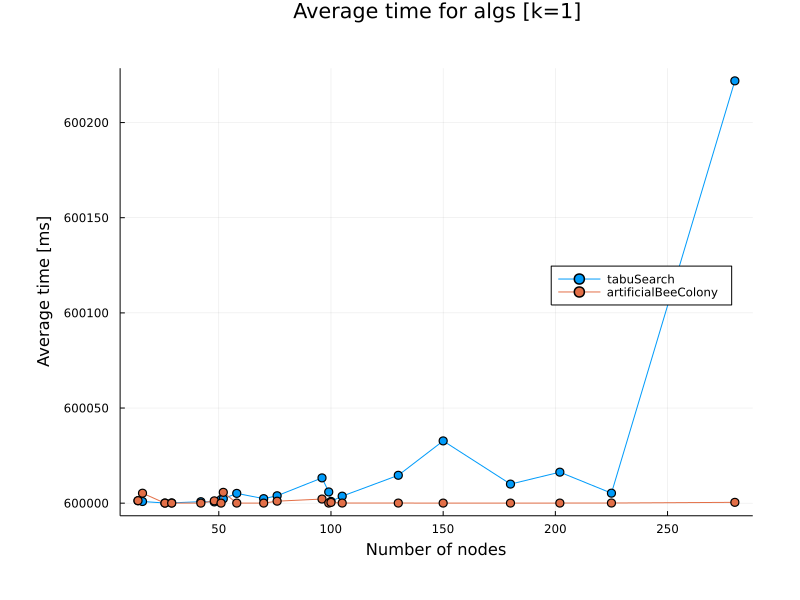 Average time for algs [k=1]
Average time [ms]
600200
600150
600100
600050
600000
tabuSearch
artificialBeeColony
50
100
150
200
250
Number of nodes